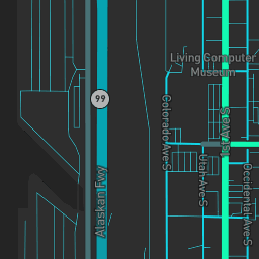 Living Computer
Museum
99
Colorado Ave S
Utah Ave S
Occidental Ave S
Alaskan Fwy